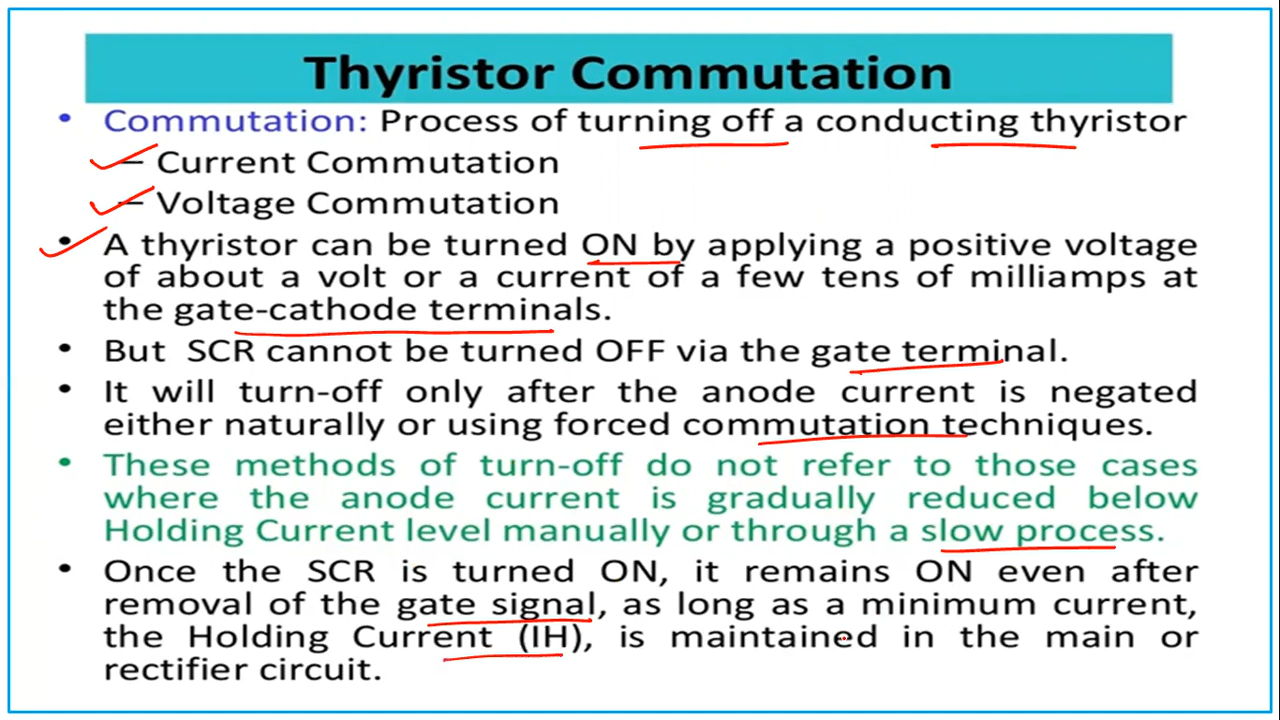 Thyristor Commutation
• Commutation: Process of turning off a conducting thyristor
– Current Commutation
– Voltage Commutation
• A thyristor can be turned ON by applying a positive voltage
of about a volt or a current of a few tens of milliamps at
the gate-cathode terminals.
• But SCR cannot be turned OFF via the gate terminal.
• It will turn-off only after the anode current is negated
either naturally or using forced commutation techniques.
• These methods of turn-off do not refer to those cases
where the anode current is gradually reduced below
Holding Current level manually or through a slow process.
• Once the SCR is turned ON, it remains ON even after
removal of the gate signal, as long as a minimum current,
the Holding Current (IH), is maintained in the main or
rectifier circuit.